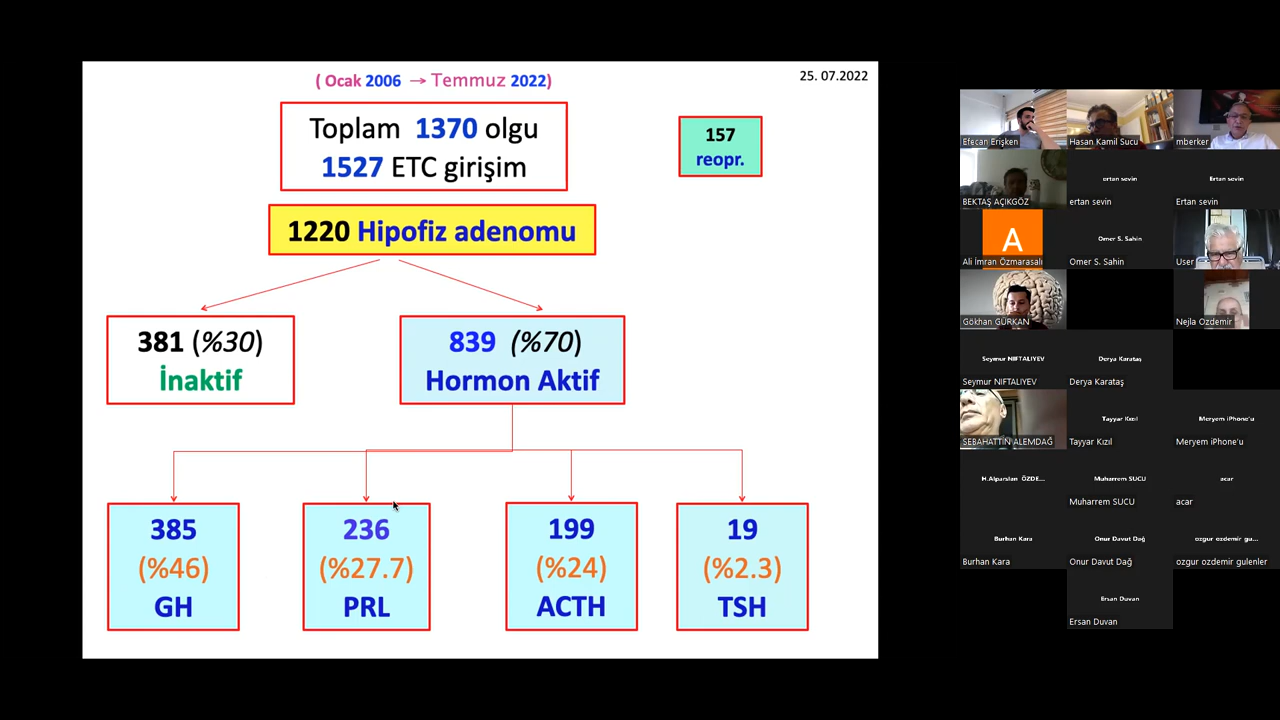 ( Ocak 2006 → Temmuz 2022)
25. 07.2022
Toplam 1370 olgu
1527 ETC girişim
157
reopr.
1220 Hipofiz adenomu
381 (%30)
İnaktif
839 (%70)
Hormon Aktif
385
(%46)
GH
236
(%27.7)
PRL
199
(%24)
ACTH
19
(%2.3)
TSH
Efecan Erişken
Hasan Kamil Sucu
mberker
BEKTAŞ AÇIKGÖZ
ertan sevin
ertan sevin
Ertan sevin
Ertan sevin
A
Ali İmran Özmarasalı
Omer S. Sahin
Omer S. Sahin
User
Gökhan GÜRKAN
Nejla Ozdemir
Seymur NIFTALIYEV
Seymur NIFTALIYEV
Derya Karataş
Derya Karataş
SEBAHATTİN ALEMDAĞ
Tayyar Kızıl
Tayyar Kızıl
Meryem iPhone'u
Meryem iPhone'u
H.Alparslan ÖZDE...
Muharrem SUCU
Muharrem SUCU
acar
acar
Burhan Kara
Burhan Kara
Onur Davut Dağ
Onur Davut Dağ
ozgur ozdemir gu...
ozgur ozdemir gulenler
Ersan Duvan
Ersan Duvan